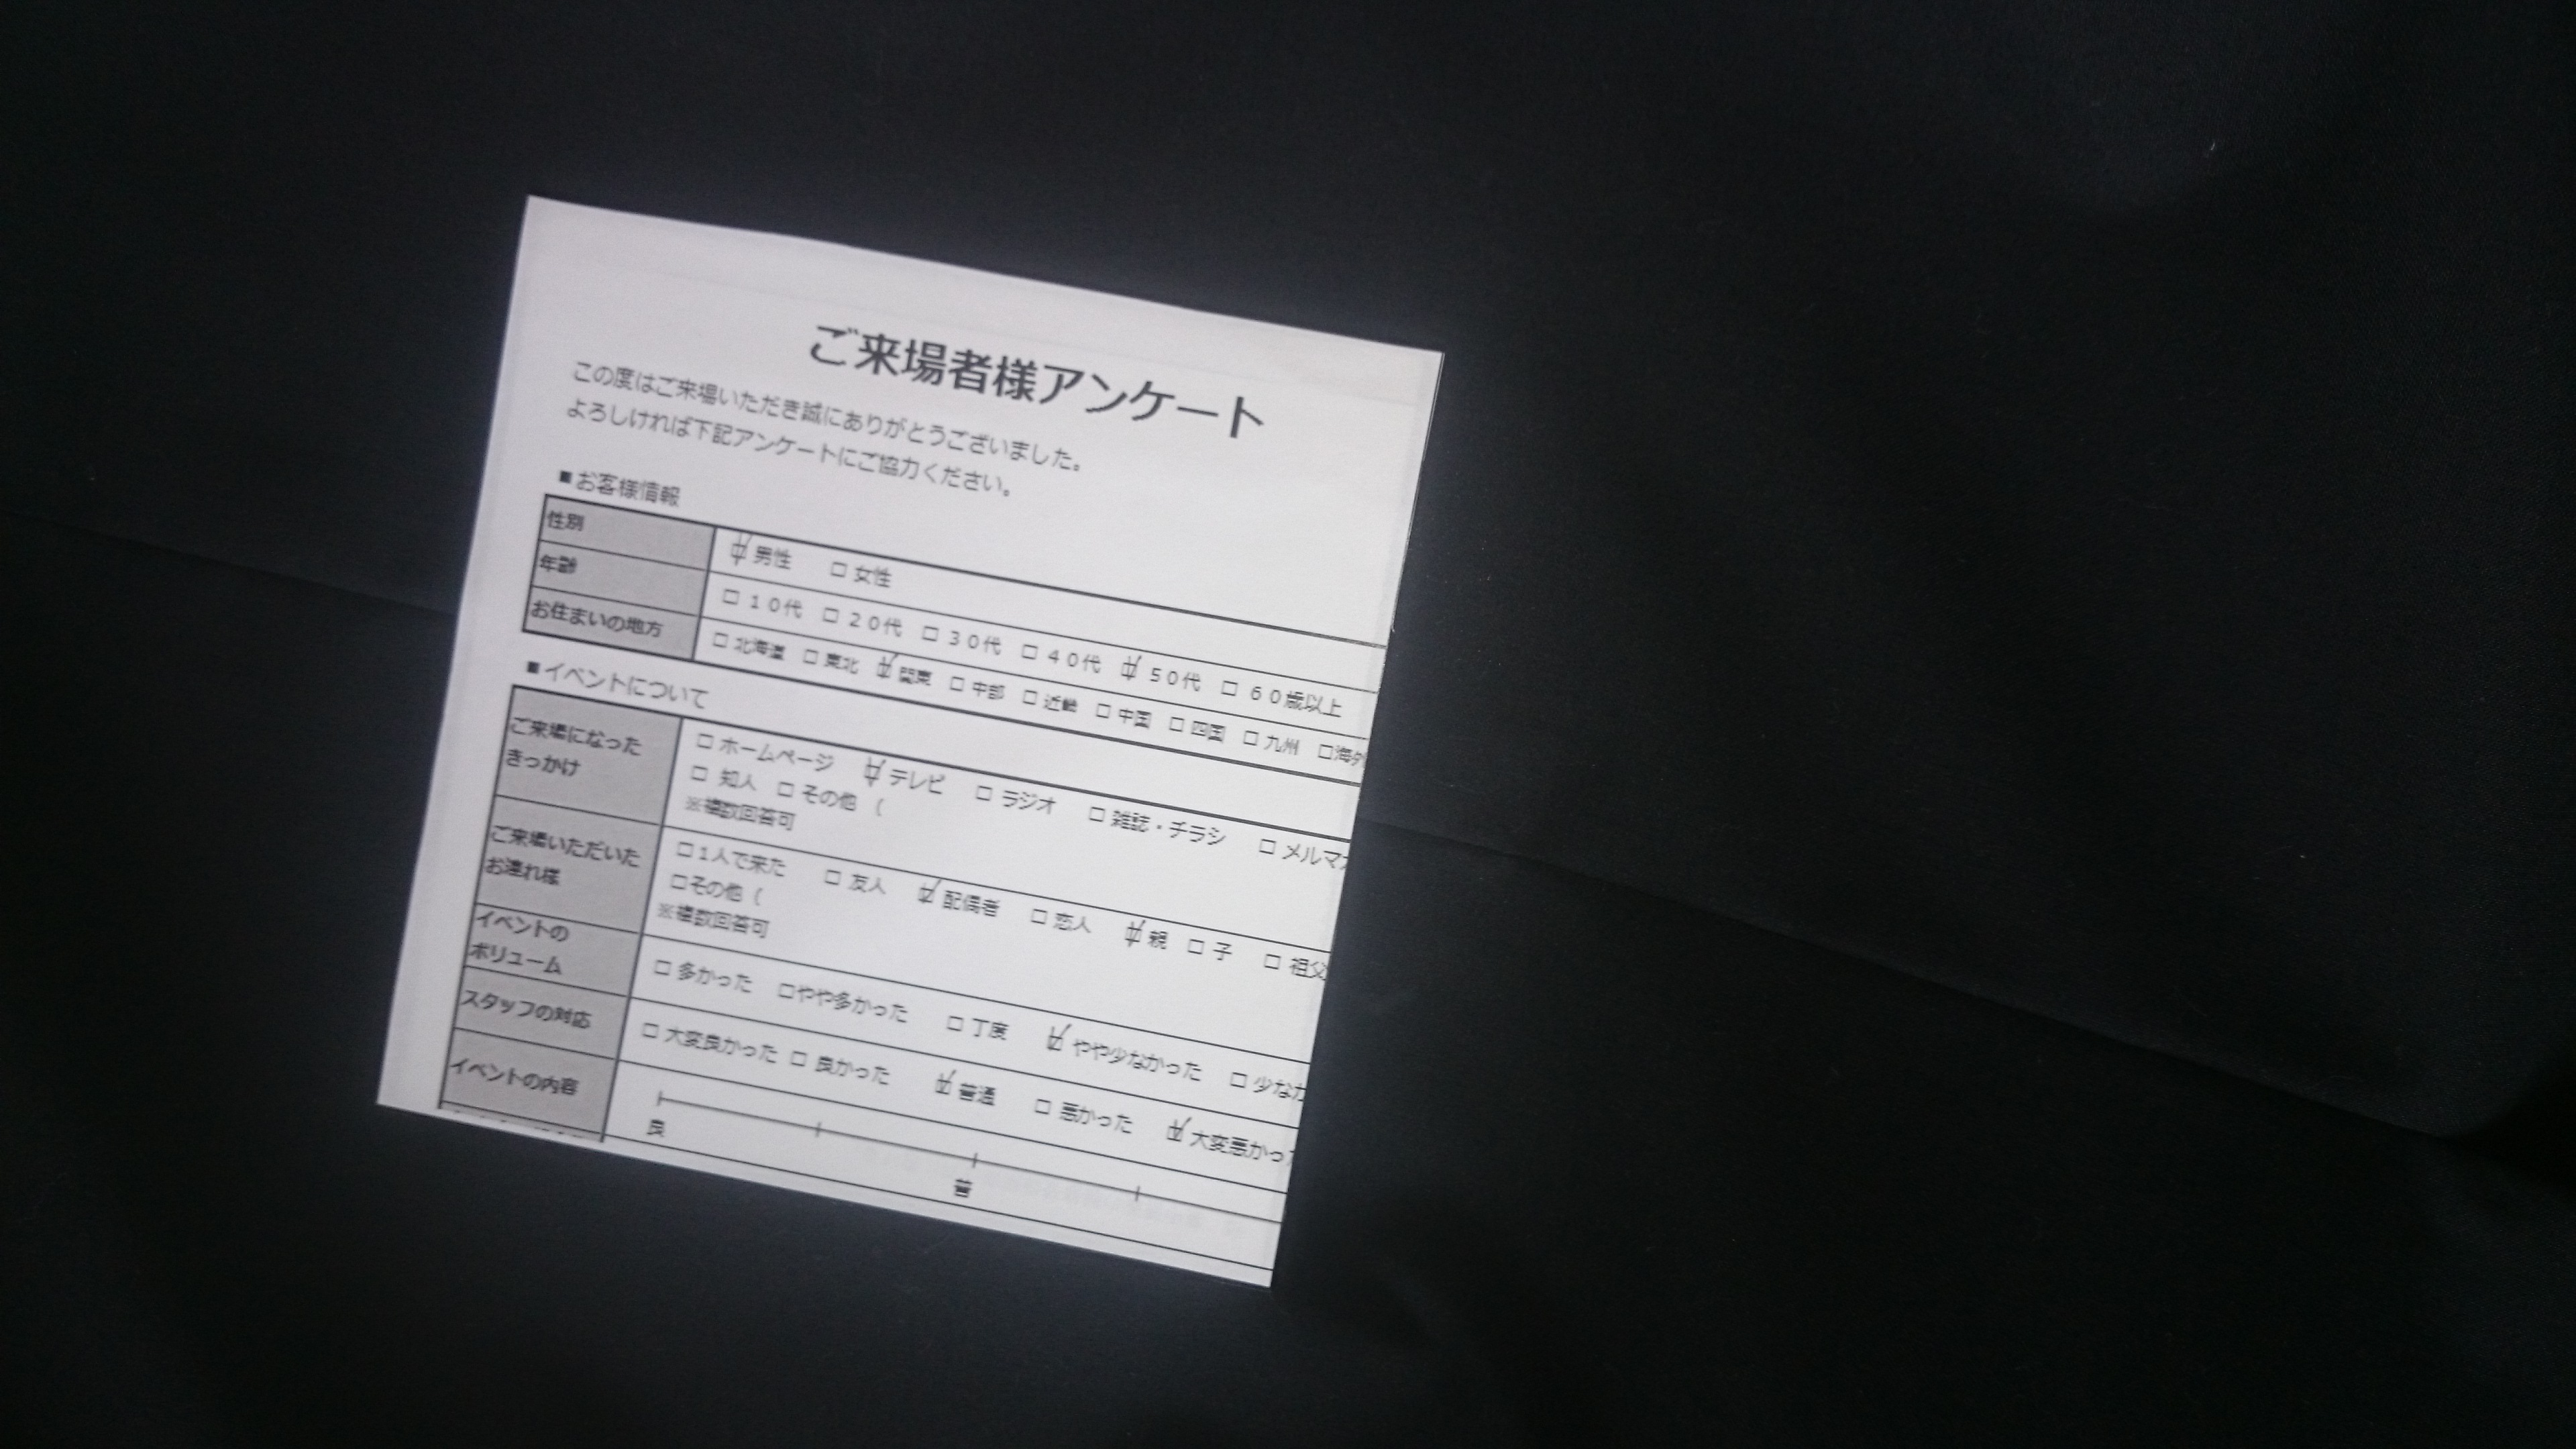 ご来場者様アンケート
この度はご来場いただき誠にありがとうございました。
よろしければ下記アンケートにご協力ください。
■お客様情報
性別 ☑男性 □女性
年齢 □10代 □20代 □30代 □40代 ☑50代 □60歳以上
お住まいの地方 □北海道 □東北 ☑関東 □中部 □近畿 □中国 □四国 □九州 □海外
■イベントについて
ご来場になった
きっかけ
□ホームページ ☑テレビ □ラジオ □雑誌・チラシ □メルマ
□知人 □その他 (
※複数回答可
ご来場いただいた
お連れ様
□1人で来た □友人 ☑配偶者 □恋人 ☑親 □子 □祖父
□その他 (
※複数回答可
イベントの
ボリューム
□多かった □やや多かった □丁度 ☑やや少なかった □少な
スタッフの対応 □大変良かった □良かった ☑普通 □悪かった ☑大変悪かっ
イベントの内容
良